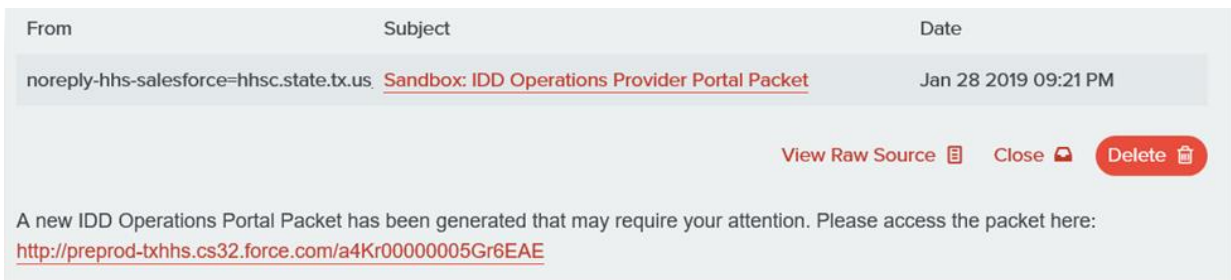 From Subject Date
noreply-hhs-salesforce=hhsc.state.tx.us_ Sandbox: IDD Operations Provider Portal Packet Jan 28 2019 09:21 PM
View Raw Source Close Delete
A new IDD Operations Portal Packet has been generated that may require your attention. Please access the packet here:
http://preprod-txhhs.cs32.force.com/a4Kr00000005Gr6EAE